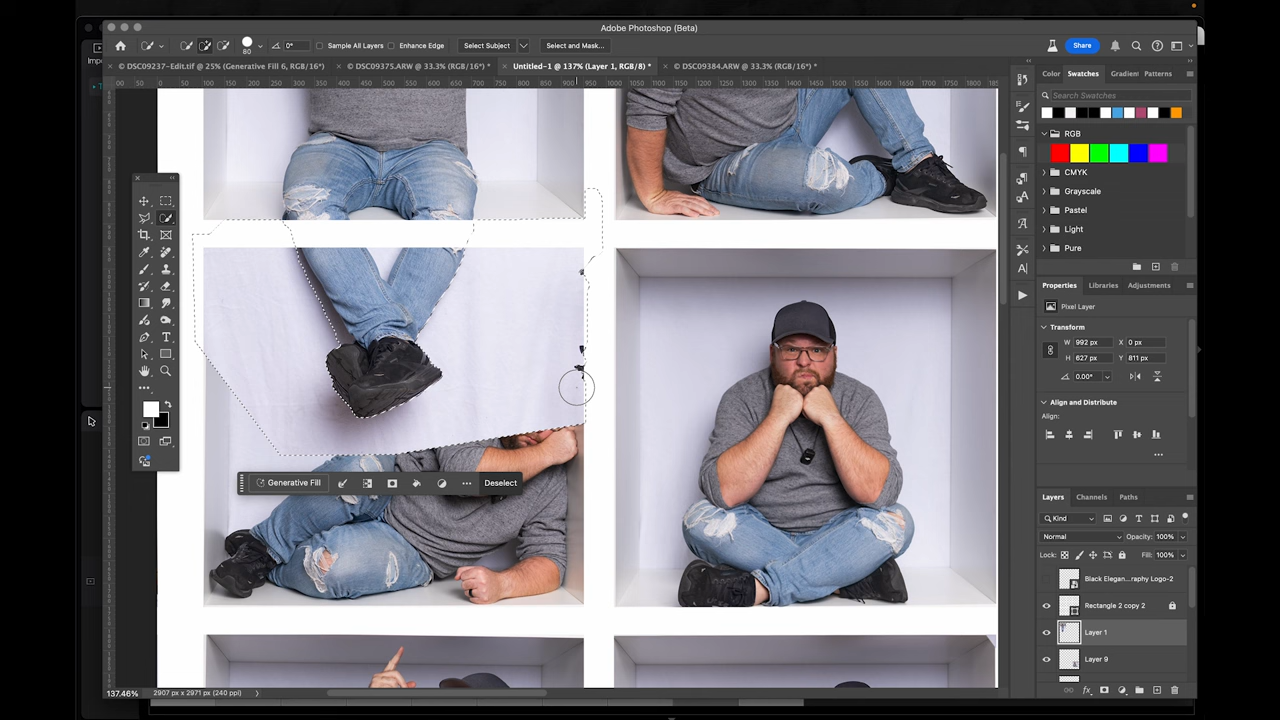 Adobe Photoshop (Beta)
80
0°
Sample All Layers
Enhance Edge
Select Subject
Select and Mask...
Share
DSC09237-Edit.tif @ 25% (Generative Fill 6, RGB/16*)
DSC09375.ARW @ 33.3% (RGB/16*) *
Untitled-1 @ 137% (Layer 1, RGB/8) *
DSC09384.ARW @ 33.3% (RGB/16*) *
Color
Swatches
Gradien
Patterns
Search Swatches
RGB
CMYK
Grayscale
Pastel
Light
Pure
Properties
Libraries
Adjustments
Pixel Layer
Transform
W 992 px
X 0 px
H 627 px
Y 811 px
0.00°
Align and Distribute
Align:
Generative Fill
Deselect
Layers
Channels
Paths
Kind
Normal
Opacity: 100%
Lock:
Fill: 100%
Black Elegan...raphy Logo-2
Rectangle 2 copy 2
Layer 1
Layer 9
137.46%
2907 px x 2971 px (240 ppi)